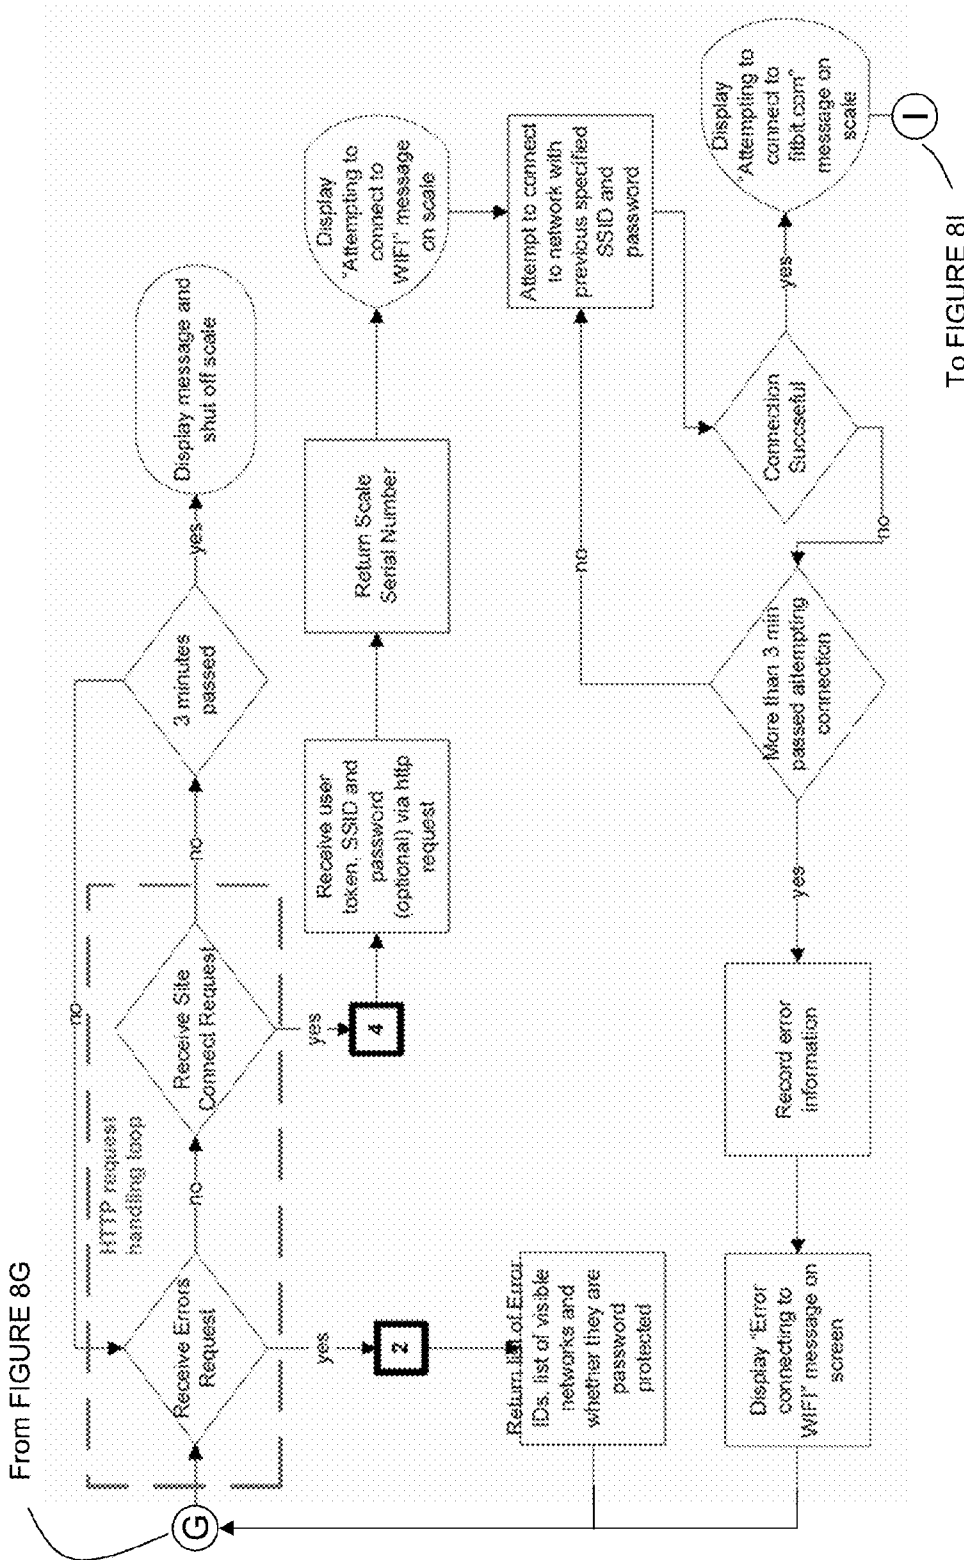 From FIGURE 8G
G
HTTP request
handling loop
Receive Errors
Request
no
Receive Site
Connect Request
no
3 minutes
passed
yes
Display message and
shut off scale
no
yes
2
yes
4
Return list of Error
IDs, list of visible
networks and
whether they are
password
protected
Receive user
token, SSID and
password
(optional) via http
request
Return Scale
Serial Number
Display
"Attempting to
connect to
WIFI" message
on scale
Attempt to connect
to network with
previous specified
SSID and
password
Connection
Succseful
yes
Display
"Attempting to
connect to
fitbit.com"
message on
scale
I
To FIGURE 8I
no
More than 3 min
passed attempting
connection
no
yes
Record error
information
Display "Error
connecting to
WIFI" message on
screen